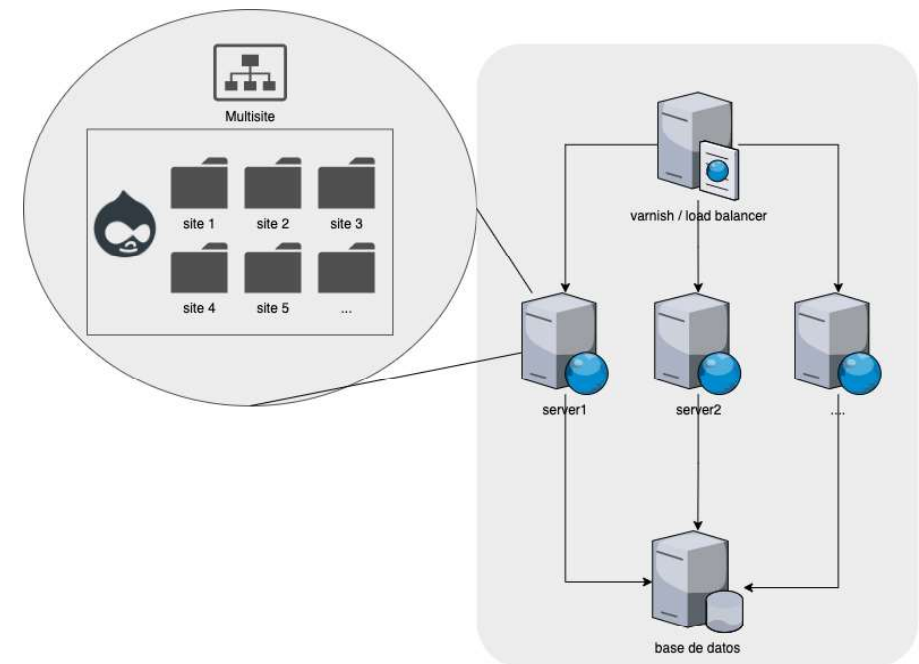 Multisite
site 1
site 2
site 3
site 4
site 5
...
varnish / load balancer
server1
server2
....
base de datos